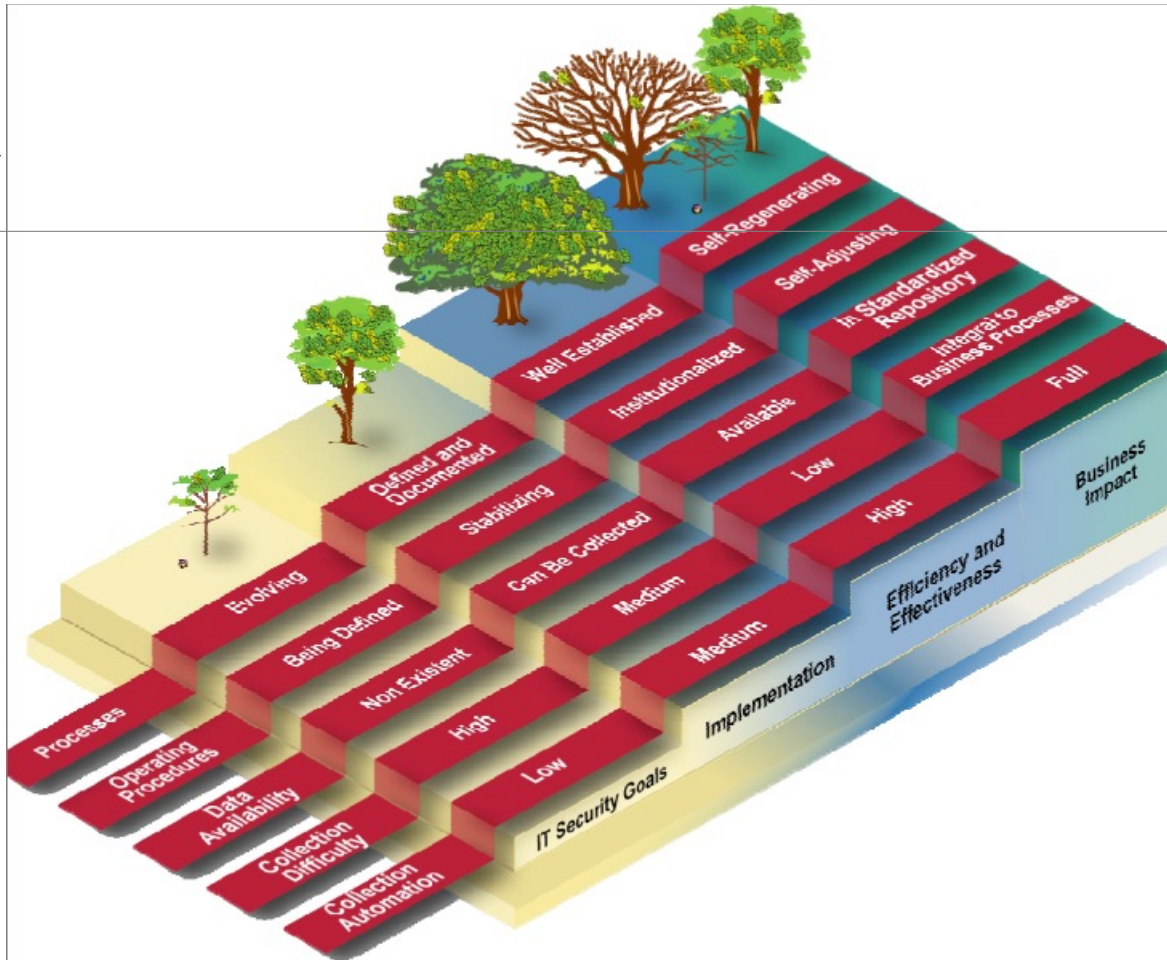 Self-Regenerating
Self-Adjusting
In Standardized
Repository
Integral to
Business Processes
Full
Well Established
Institutionalized
Available
Low
High
Defined and
Documented
Stabilizing
Can Be Collected
Medium
Medium
Evolving
Being Defined
Non Existent
High
Low
Processes
Operating
Procedures
Data
Availability
Collection
Difficulty
Collection
Automation
IT Security Goals
Implementation
Efficiency and
Effectiveness
Business
Impact